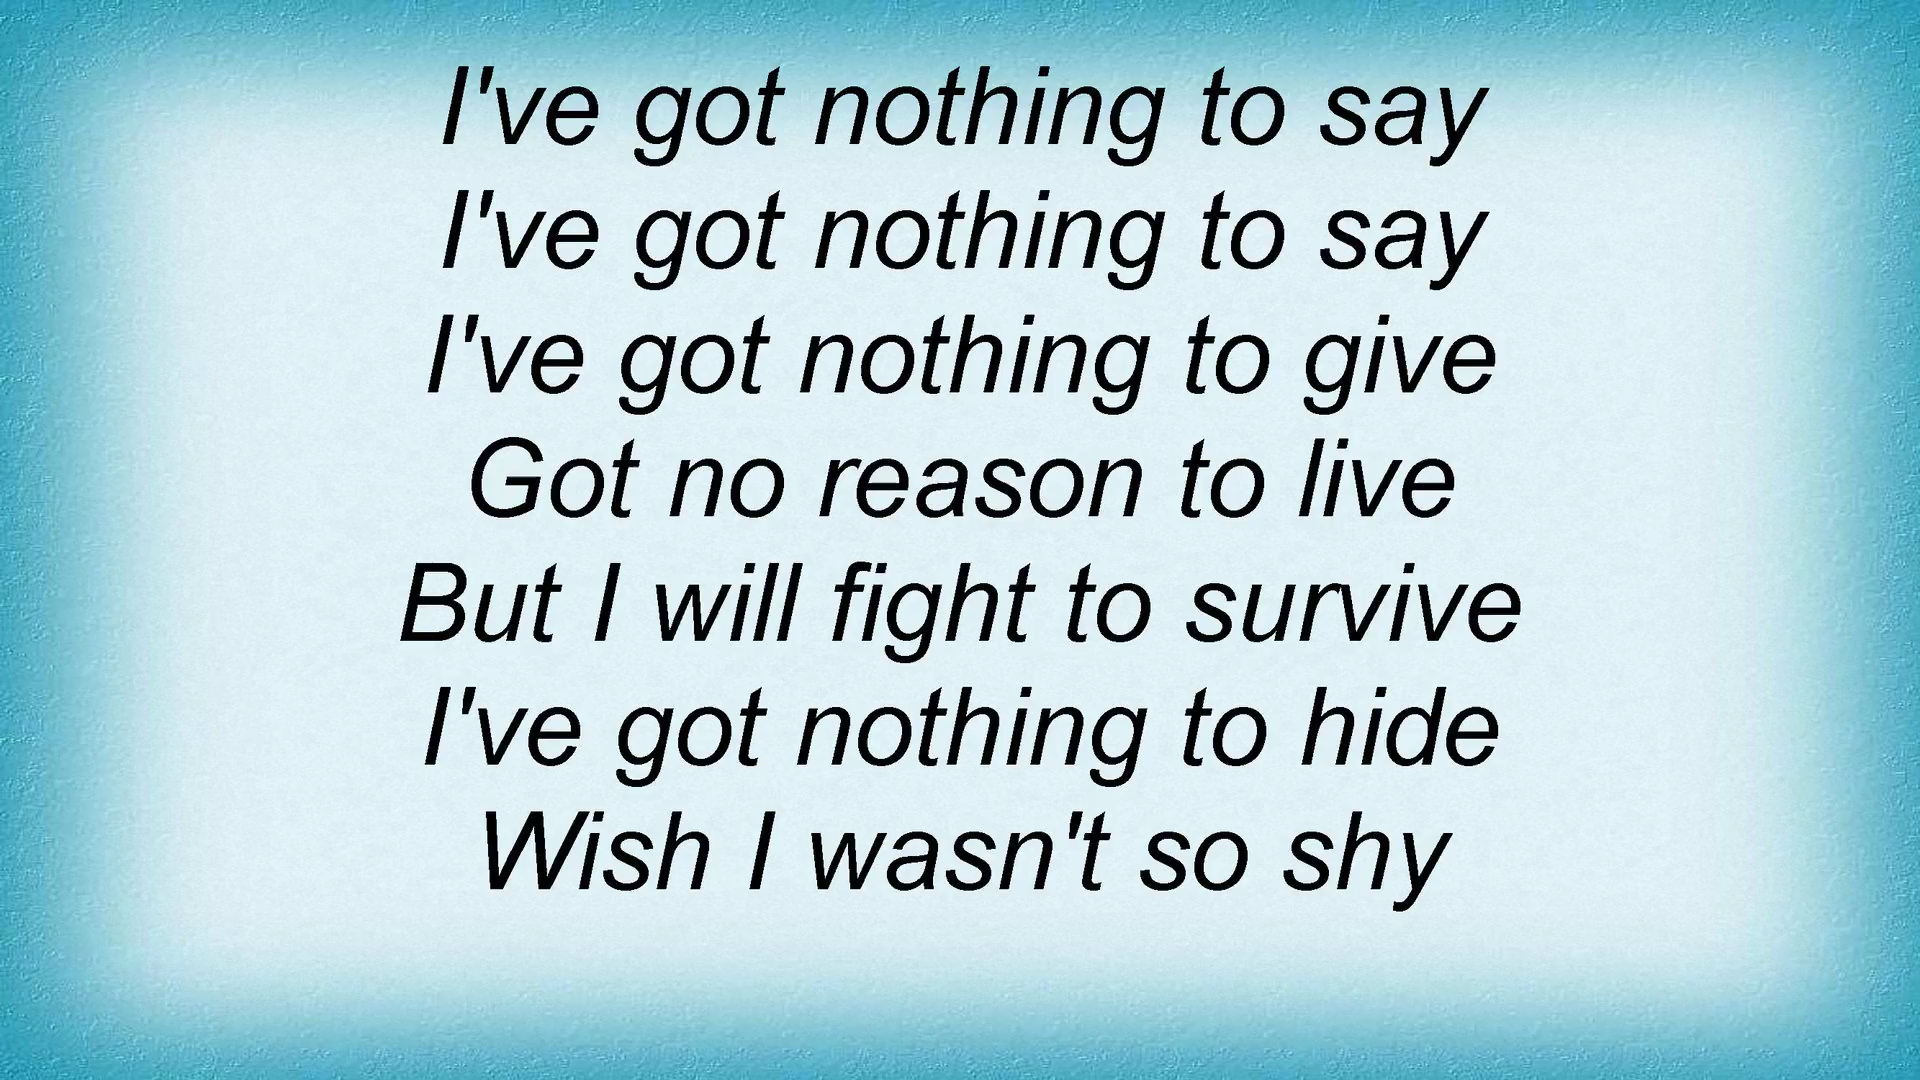 I've got nothing to say
I've got nothing to say
I've got nothing to give
Got no reason to live
But I will fight to survive
I've got nothing to hide
Wish I wasn't so shy